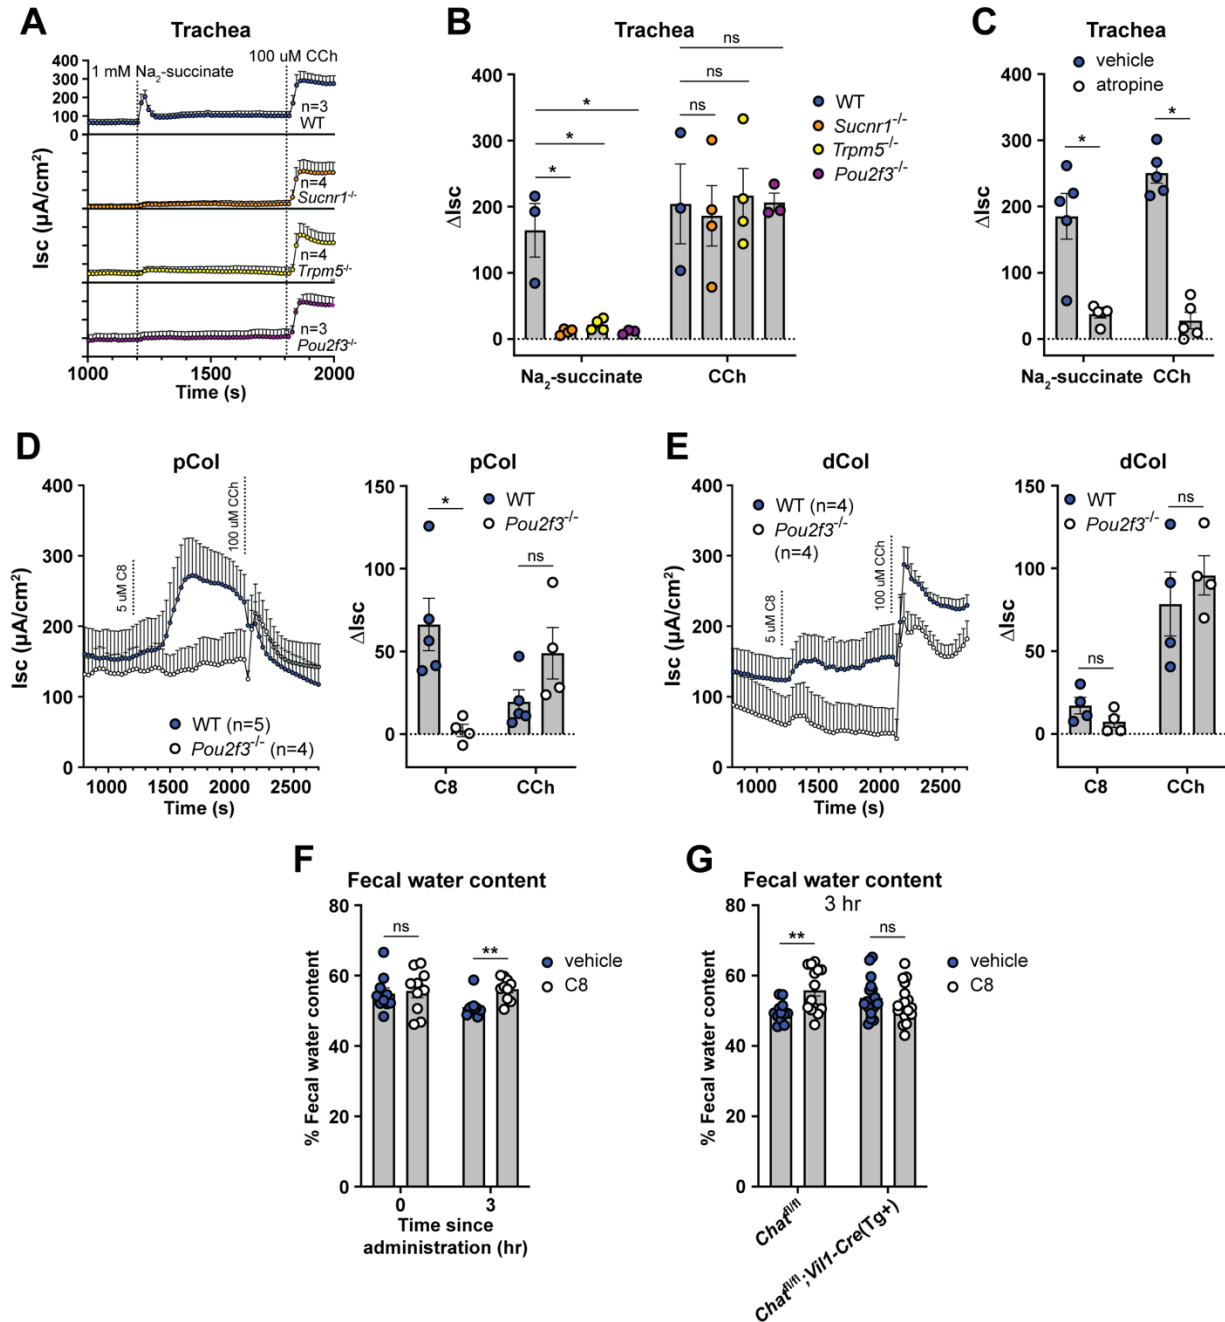 A
Trachea
1 mM Na2-succinate
100 uM CCh
400
300
200
100
0
n=3
WT
n=4
Sucnr1-/-
n=4
Trpm5-/-
n=3
Pou2f3-/-
Isc (µA/cm²)
1000 1500 2000
Time (s)
B
Trachea
ns
ns
ns
*
*
*
WT
Sucnr1-/-
Trpm5-/-
Pou2f3-/-
400
300
200
100
0
ΔIsc
Na2-succinate CCh
C
Trachea
vehicle
atropine
*
*
400
300
200
100
0
ΔIsc
Na2-succinate CCh
D
pCol
5 uM C8
100 uM CCh
400
300
200
100
0
Isc (µA/cm²)
WT (n=5)
Pou2f3-/- (n=4)
1000 1500 2000 2500
Time (s)
pCol
WT
Pou2f3-/-
*
ns
150
100
50
0
ΔIsc
C8 CCh
E
dCol
WT (n=4)
Pou2f3-/-
(n=4)
5 uM C8
100 uM CCh
400
300
200
100
0
Isc (µA/cm²)
1000 1500 2000 2500
Time (s)
dCol
WT
Pou2f3-/-
ns
ns
150
100
50
0
ΔIsc
C8 CCh
F
Fecal water content
ns
**
vehicle
C8
80
60
40
20
0
% Fecal water content
0 3
Time since
administration (hr)
G
Fecal water content
3 hr
**
ns
vehicle
C8
80
60
40
20
0
% Fecal water content
Chatfl/fl
Chatfl/fl;Vil1-Cre(Tg+)